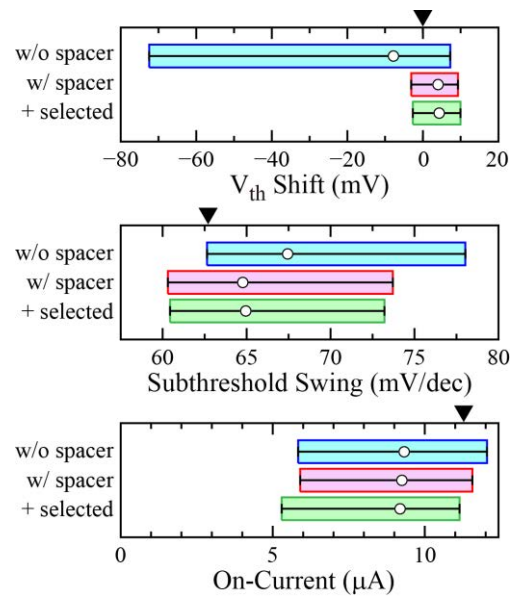 w/o spacer
w/ spacer
+ selected
−80 −60 −40 −20 0 20
Vth Shift (mV)
w/o spacer
w/ spacer
+ selected
60 65 70 75 80
Subthreshold Swing (mV/dec)
w/o spacer
w/ spacer
+ selected
0 5 10
On-Current (μA)